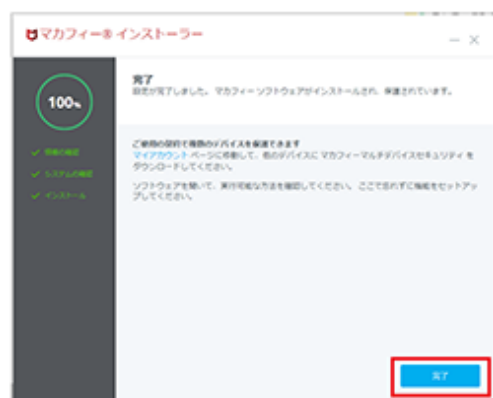 マカフィー® インストーラー
100%
完了
設定が完了しました。 マカフィー ソフトウェアがインストールされ、保護されています。
ご使用の契約で複数のデバイスを保護できます
マイアカウント ページに移動して、他のデバイスに マカフィー マルチデバイスセキュリティ を
ダウンロードしてください。
ソフトウェアを開いて、実行可能な方法を確認してください。 ここで忘れずに機能をセットアッ
プしてください。
情報の確認
システムの確認
インストール
完了